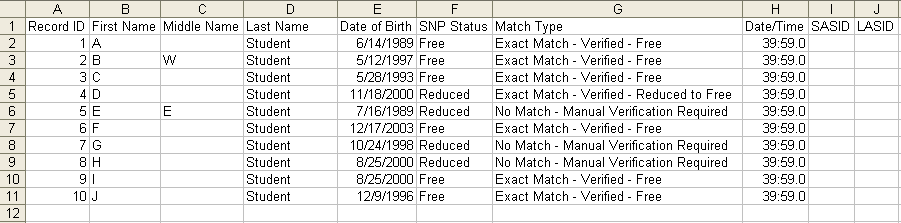 A B C D E F G H I J
1 Record ID First Name Middle Name Last Name Date of Birth SNP Status Match Type Date/Time SASID LASID
2 1 A Student 6/14/1989 Free Exact Match - Verified - Free 39:59.0
3 2 B W Student 5/12/1997 Free Exact Match - Verified - Free 39:59.0
4 3 C Student 5/28/1993 Free Exact Match - Verified - Free 39:59.0
5 4 D Student 11/18/2000 Reduced Exact Match - Verified - Reduced to Free 39:59.0
6 5 E E Student 7/16/1989 Reduced No Match - Manual Verification Required 39:59.0
7 6 F Student 12/17/2003 Free Exact Match - Verified - Free 39:59.0
8 7 G Student 10/24/1998 Reduced No Match - Manual Verification Required 39:59.0
9 8 H Student 8/25/2000 Reduced No Match - Manual Verification Required 39:59.0
10 9 I Student 8/25/2000 Free Exact Match - Verified - Free 39:59.0
11 10 J Student 12/9/1996 Free Exact Match - Verified - Free 39:59.0
12